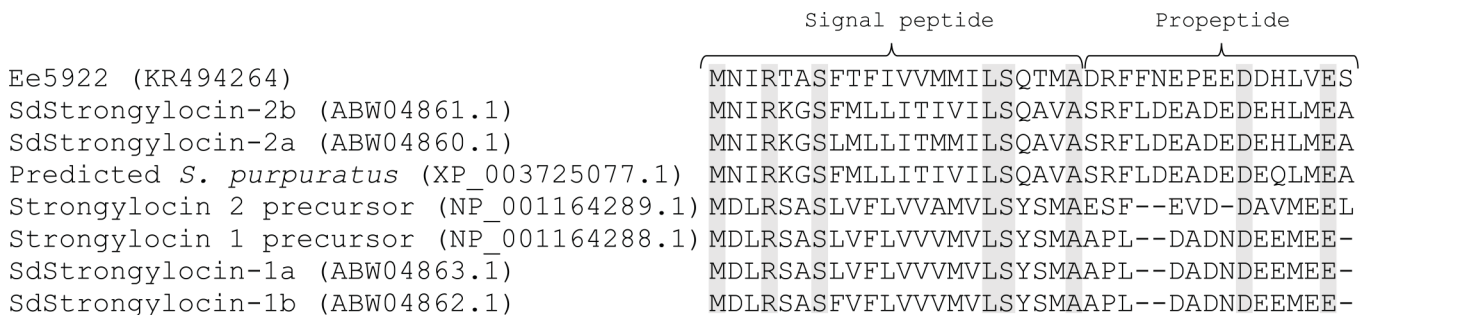 Signal peptide Propeptide
Ee5922 (KR494264) MNIRTASFTFIVVMMILSQTMADRFFNEPEEDDHLVES
SdStrongylocin-2b (ABW04861.1) MNIRKGSFMLLITIVILSQAVASRFLDEADEDEHLMEA
SdStrongylocin-2a (ABW04860.1) MNIRKGSLMLLITMMILSQAVASRFLDEADEDEHLMEA
Predicted S. purpuratus (XP_003725077.1) MNIRKGSFMLLITIVILSQAVASRFLDEADEDEQLMEA
Strongylocin 2 precursor (NP_001164289.1) MDLRSASLVFLVVAMVLSYSMAESF--EVD-DAVMEEL
Strongylocin 1 precursor (NP_001164288.1) MDLRSASLVFLVVVMVLSYSMAAPL--DADNDEEMEE-
SdStrongylocin-1a (ABW04863.1) MDLRSASLVFLVVVMVLSYSMAAPL--DADNDEEMEE-
SdStrongylocin-1b (ABW04862.1) MDLRSASFVFLVVVMVLSYSMAAPL--DADNDEEMEE-